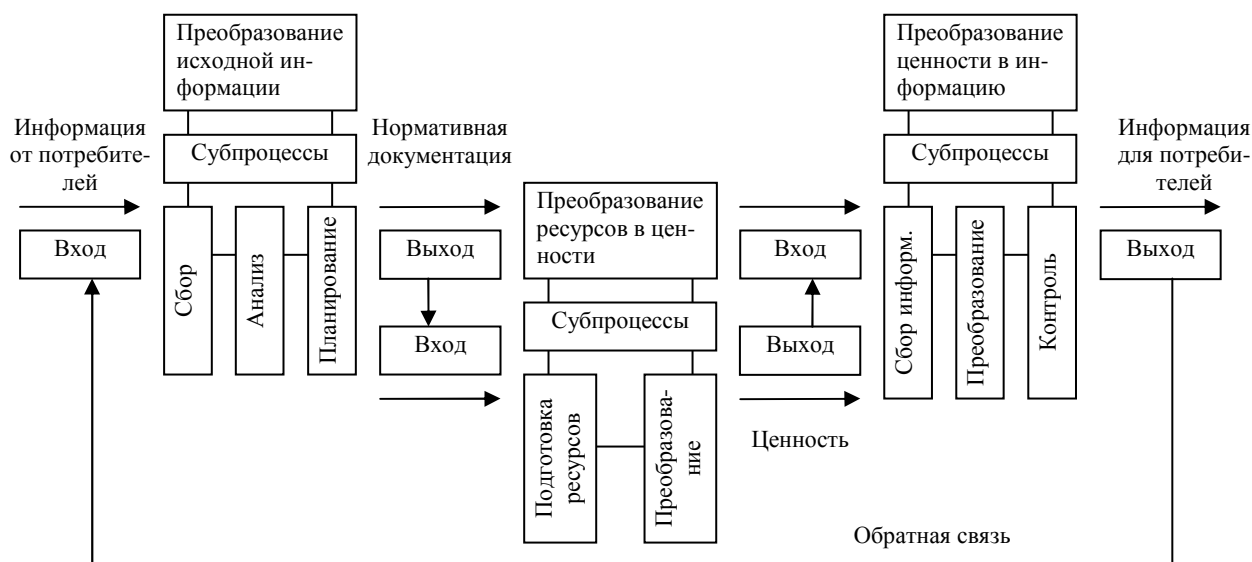 Преобразование
исходной ин-
формации
Субпроцессы
Информация
от потребите-
лей
Вход
Сбор
Анализ
Планирование
Нормативная
документация
Выход
Вход
Преобразование
ресурсов в цен-
ности
Субпроцессы
Подготовка
ресурсов
Преобразова-
ние
Вход
Выход
Ценность
Преобразование
ценности в ин-
формацию
Субпроцессы
Сбор информ.
Преобразование
Контроль
Информация
для потреби-
телей
Выход
Обратная связь